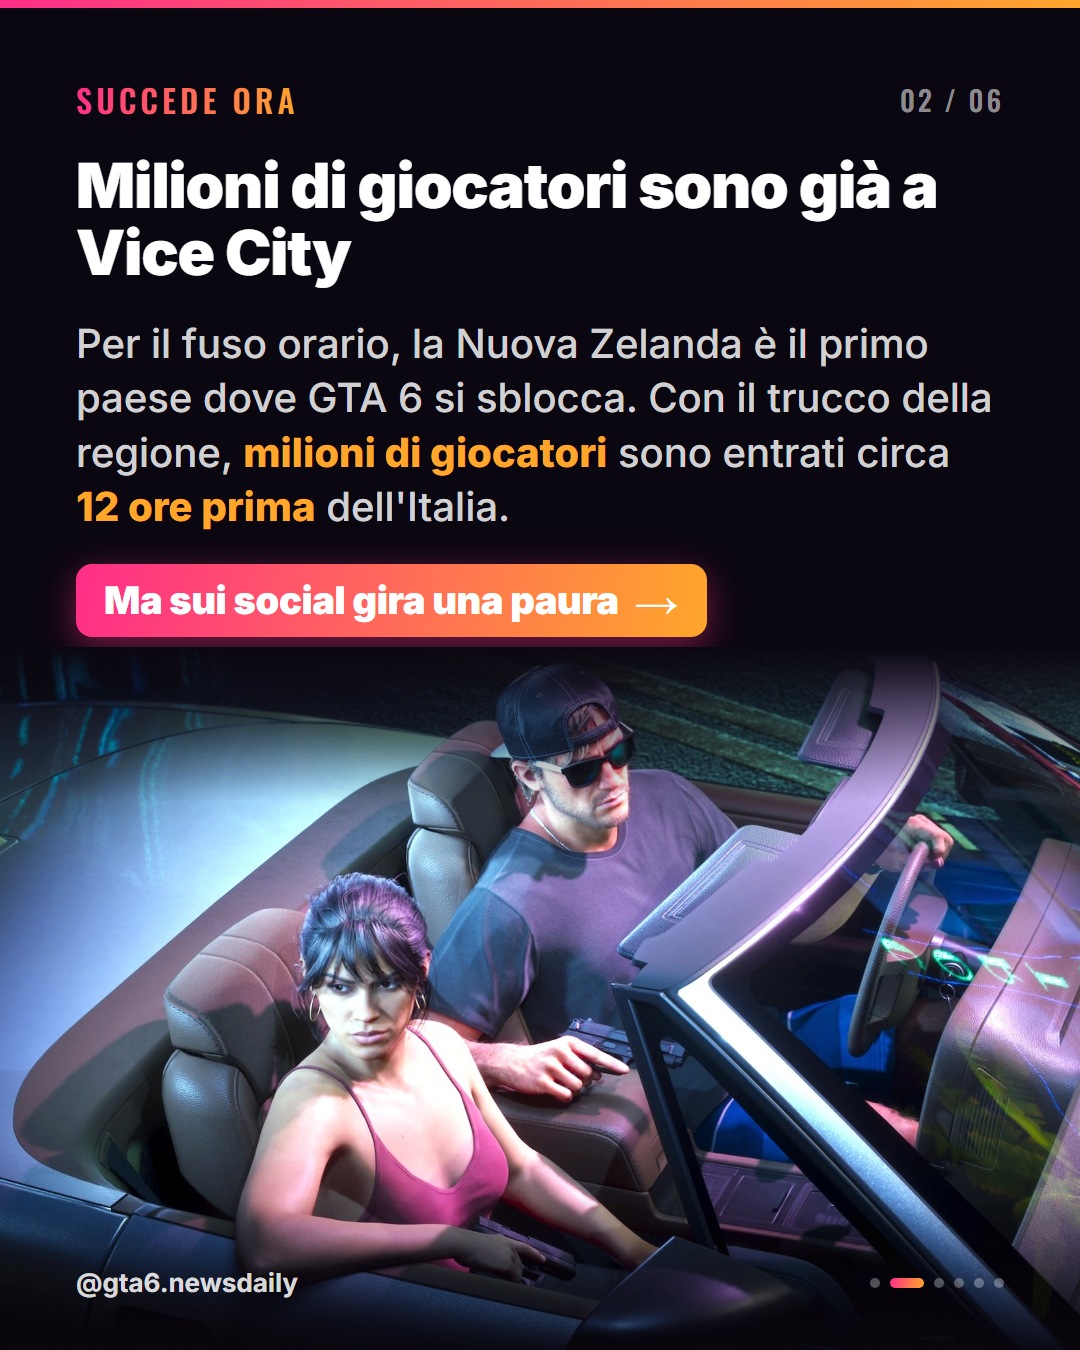 SUCCEDE ORA
02 / 06
Milioni di giocatori sono già a
Vice City
Per il fuso orario, la Nuova Zelanda è il primo
paese dove GTA 6 si sblocca. Con il trucco della
regione, milioni di giocatori sono entrati circa
12 ore prima dell'Italia.
Ma sui social gira una paura →
@gta6.newsdaily